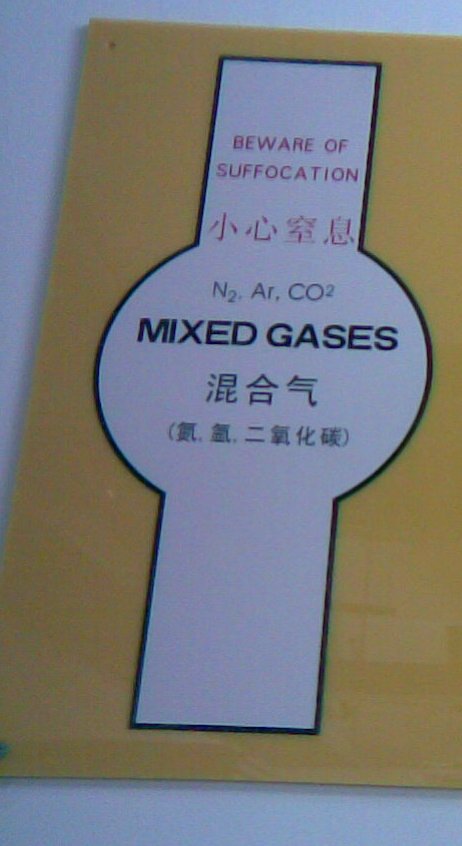 BEWARE OF
SUFFOCATION
小心窒息
N₂, Ar, CO²
MIXED GASES
混合气
(氮, 氩, 二氧化碳)